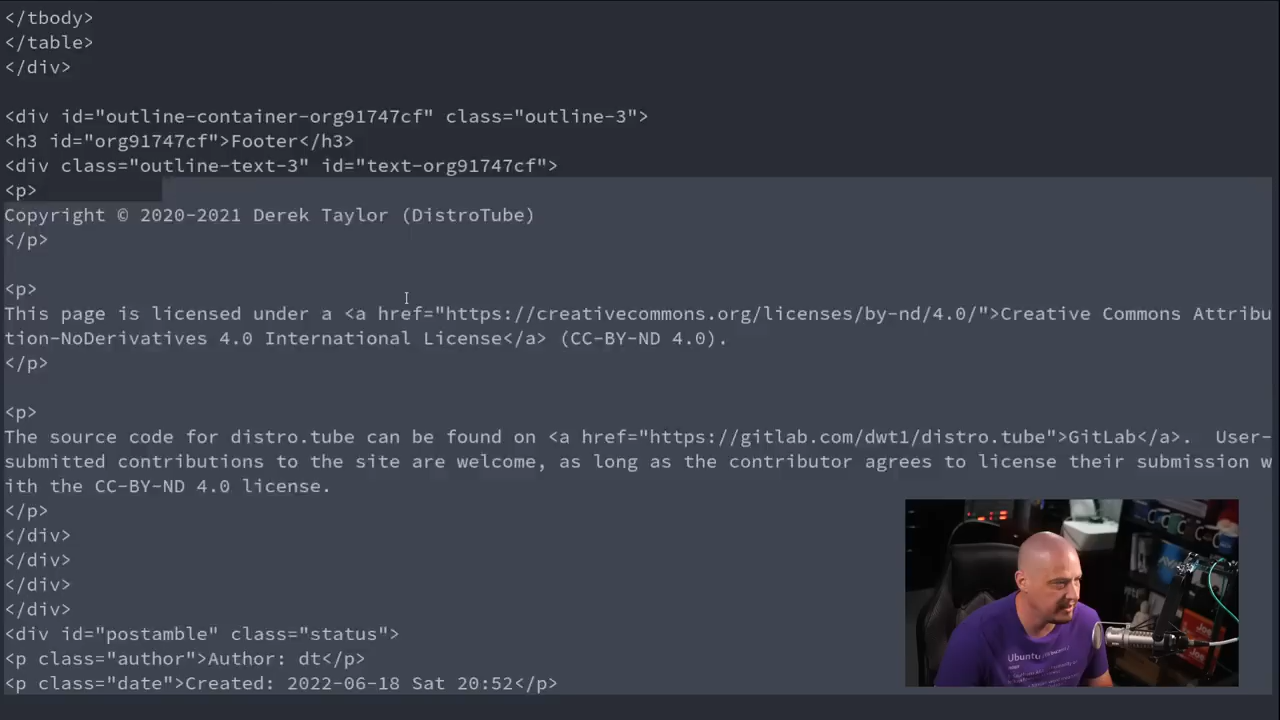 </tbody>
</table>
</div>
<div id="outline-container-org91747cf" class="outline-3">
<h3 id="org91747cf">Footer</h3>
<div class="outline-text-3" id="text-org91747cf">
<p>
Copyright © 2020-2021 Derek Taylor (DistroTube)
</p>
<p>
This page is licensed under a <a href="https://creativecommons.org/licenses/by-nd/4.0/">Creative Commons Attribu
tion-NoDerivatives 4.0 International License</a> (CC-BY-ND 4.0).
</p>
<p>
The source code for distro.tube can be found on <a href="https://gitlab.com/dwt1/distro.tube">GitLab</a>.  User-
submitted contributions to the site are welcome, as long as the contributor agrees to license their submission w
ith the CC-BY-ND 4.0 license.
</p>
</div>
</div>
</div>
</div>
<div id="postamble" class="status">
<p class="author">Author: dt</p>
<p class="date">Created: 2022-06-18 Sat 20:52</p>
Ubuntu